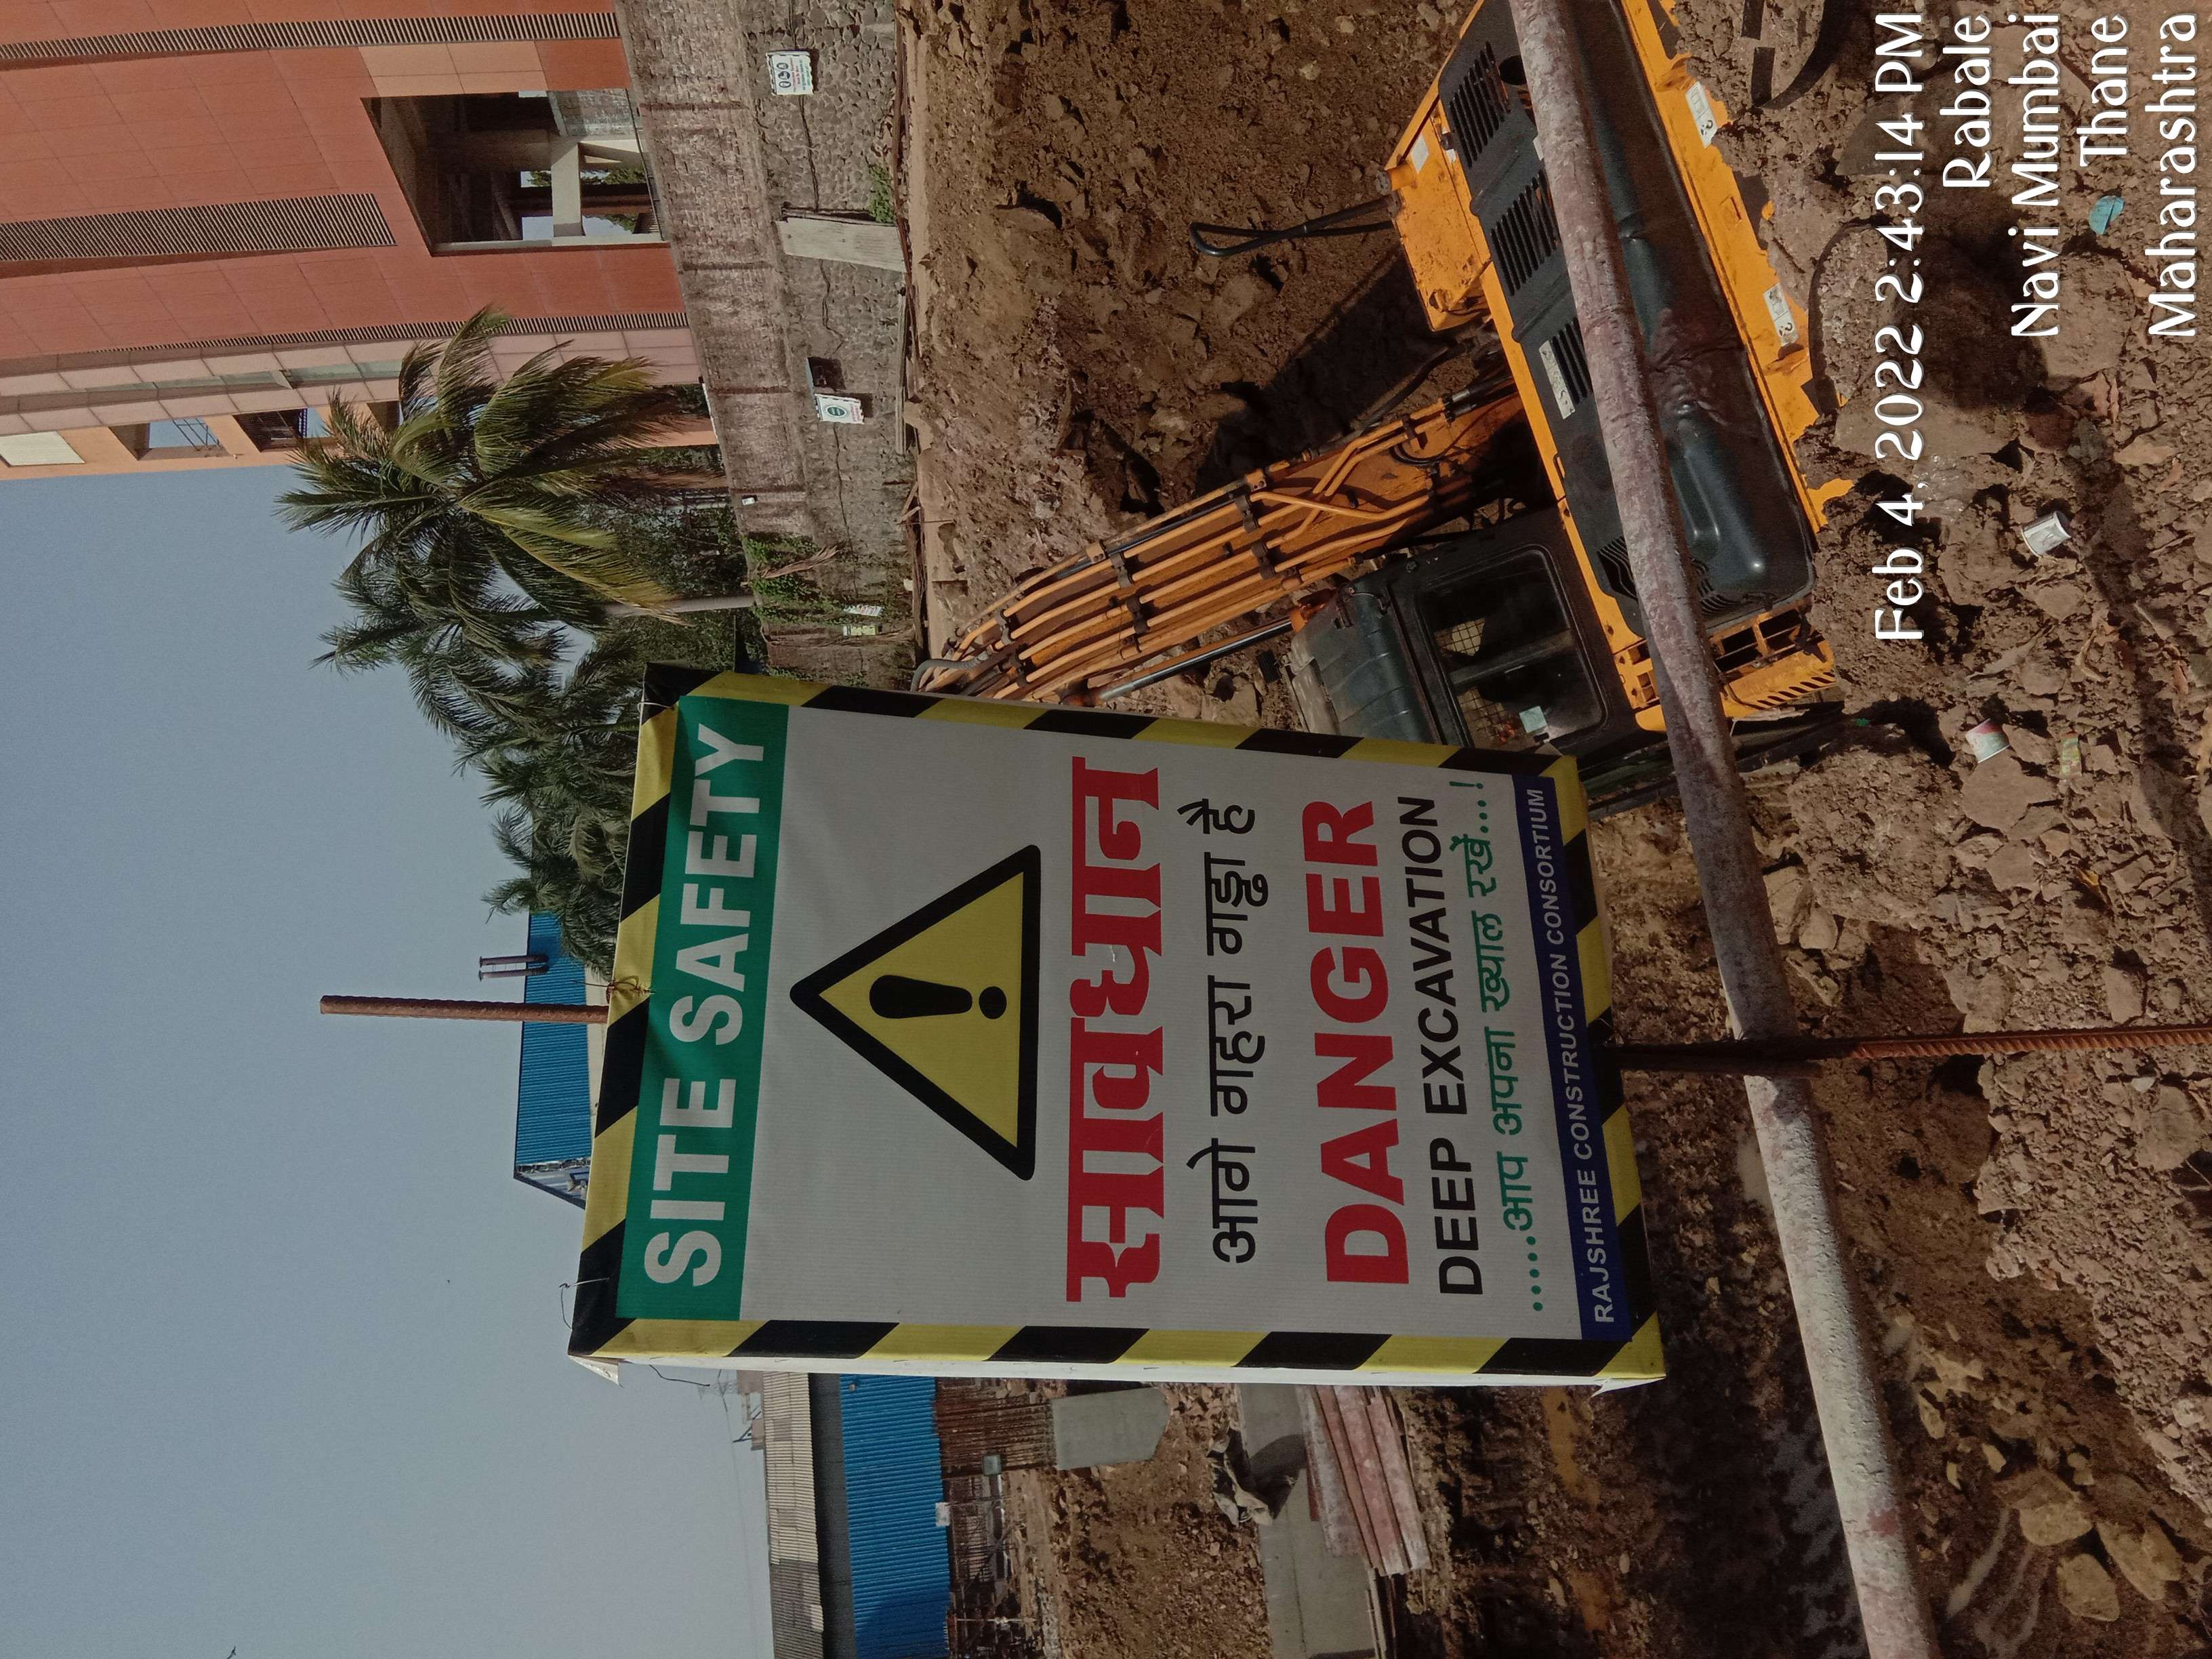 SITE SAFETY
सावधान
आगे गहरा गड्ढा है
DANGER
DEEP EXCAVATION
.....आप अपना ख्याल रखें...!
RAJSHREE CONSTRUCTION CONSORTIUM
Feb 4, 2022 2:43:14 PM
Rabale
Navi Mumbai
Thane
Maharashtra